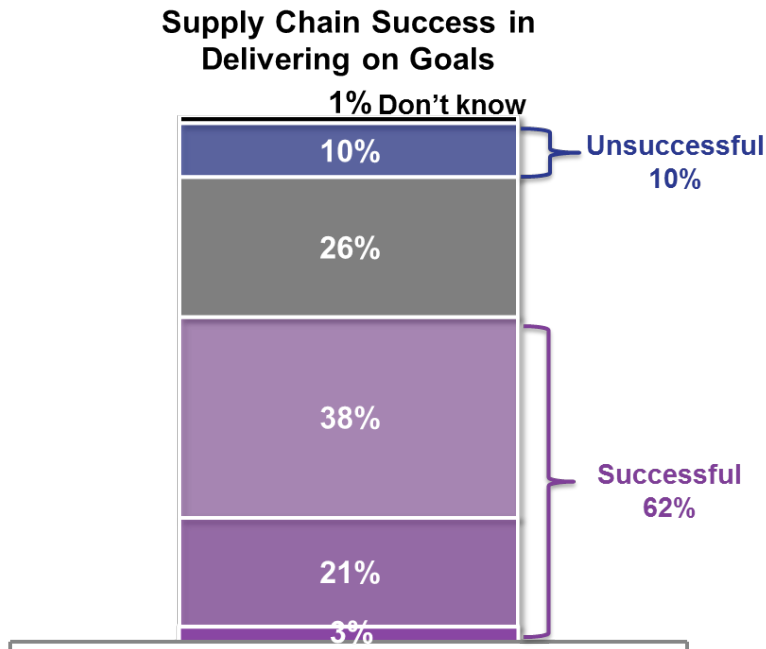 Supply Chain Success in
Delivering on Goals
1% Don't know
10%
Unsuccessful
10%
26%
38%
Successful
62%
21%
3%